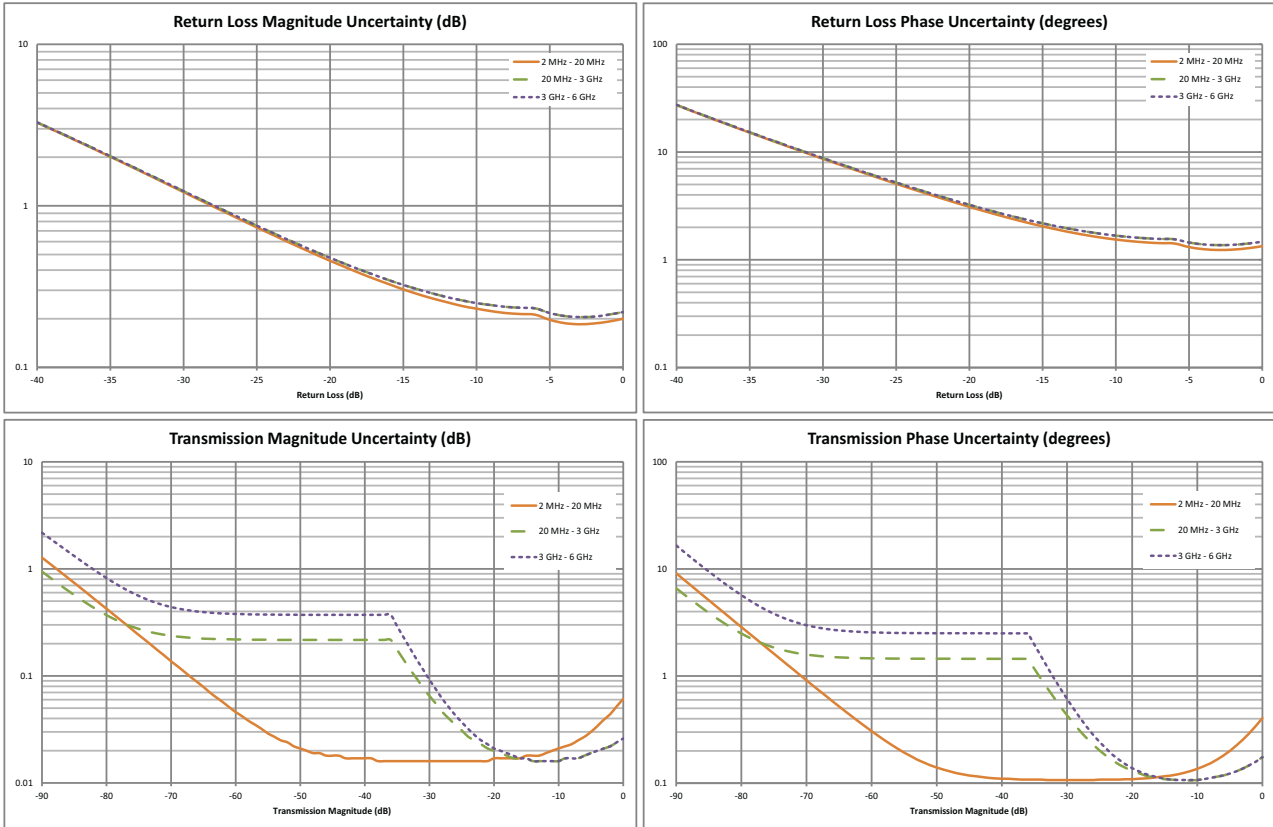 Return Loss Magnitude Uncertainty (dB)
10
1
0.1
2 MHz - 20 MHz
20 MHz - 3 GHz
3 GHz - 6 GHz
-40 -35 -30 -25 -20 -15 -10 -5 0
Return Loss (dB)
Return Loss Phase Uncertainty (degrees)
100
10
1
0.1
2 MHz - 20 MHz
20 MHz - 3 GHz
3 GHz - 6 GHz
-40 -35 -30 -25 -20 -15 -10 -5 0
Return Loss (dB)
Transmission Magnitude Uncertainty (dB)
10
1
0.1
0.01
2 MHz - 20 MHz
20 MHz - 3 GHz
3 GHz - 6 GHz
-90 -80 -70 -60 -50 -40 -30 -20 -10 0
Transmission Magnitude (dB)
Transmission Phase Uncertainty (degrees)
100
10
1
0.1
2 MHz - 20 MHz
20 MHz - 3 GHz
3 GHz - 6 GHz
-90 -80 -70 -60 -50 -40 -30 -20 -10 0
Transmission Magnitude (dB)